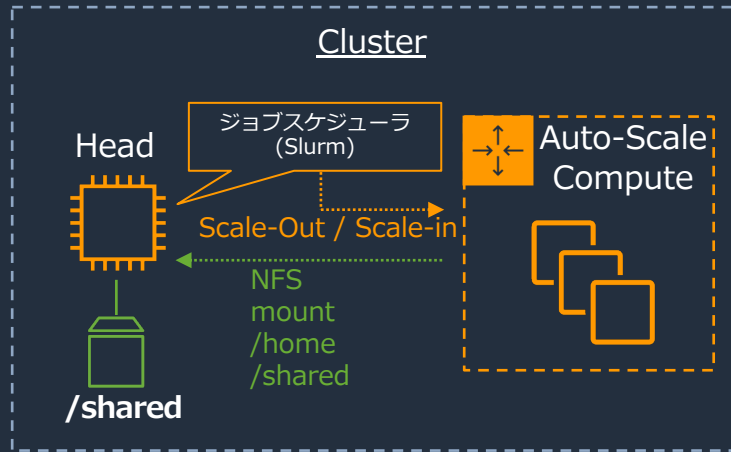 Cluster
ジョブスケジューラ
(Slurm)
Head
Auto-Scale
Compute
Scale-Out / Scale-in
NFS
mount
/home
/shared
/shared